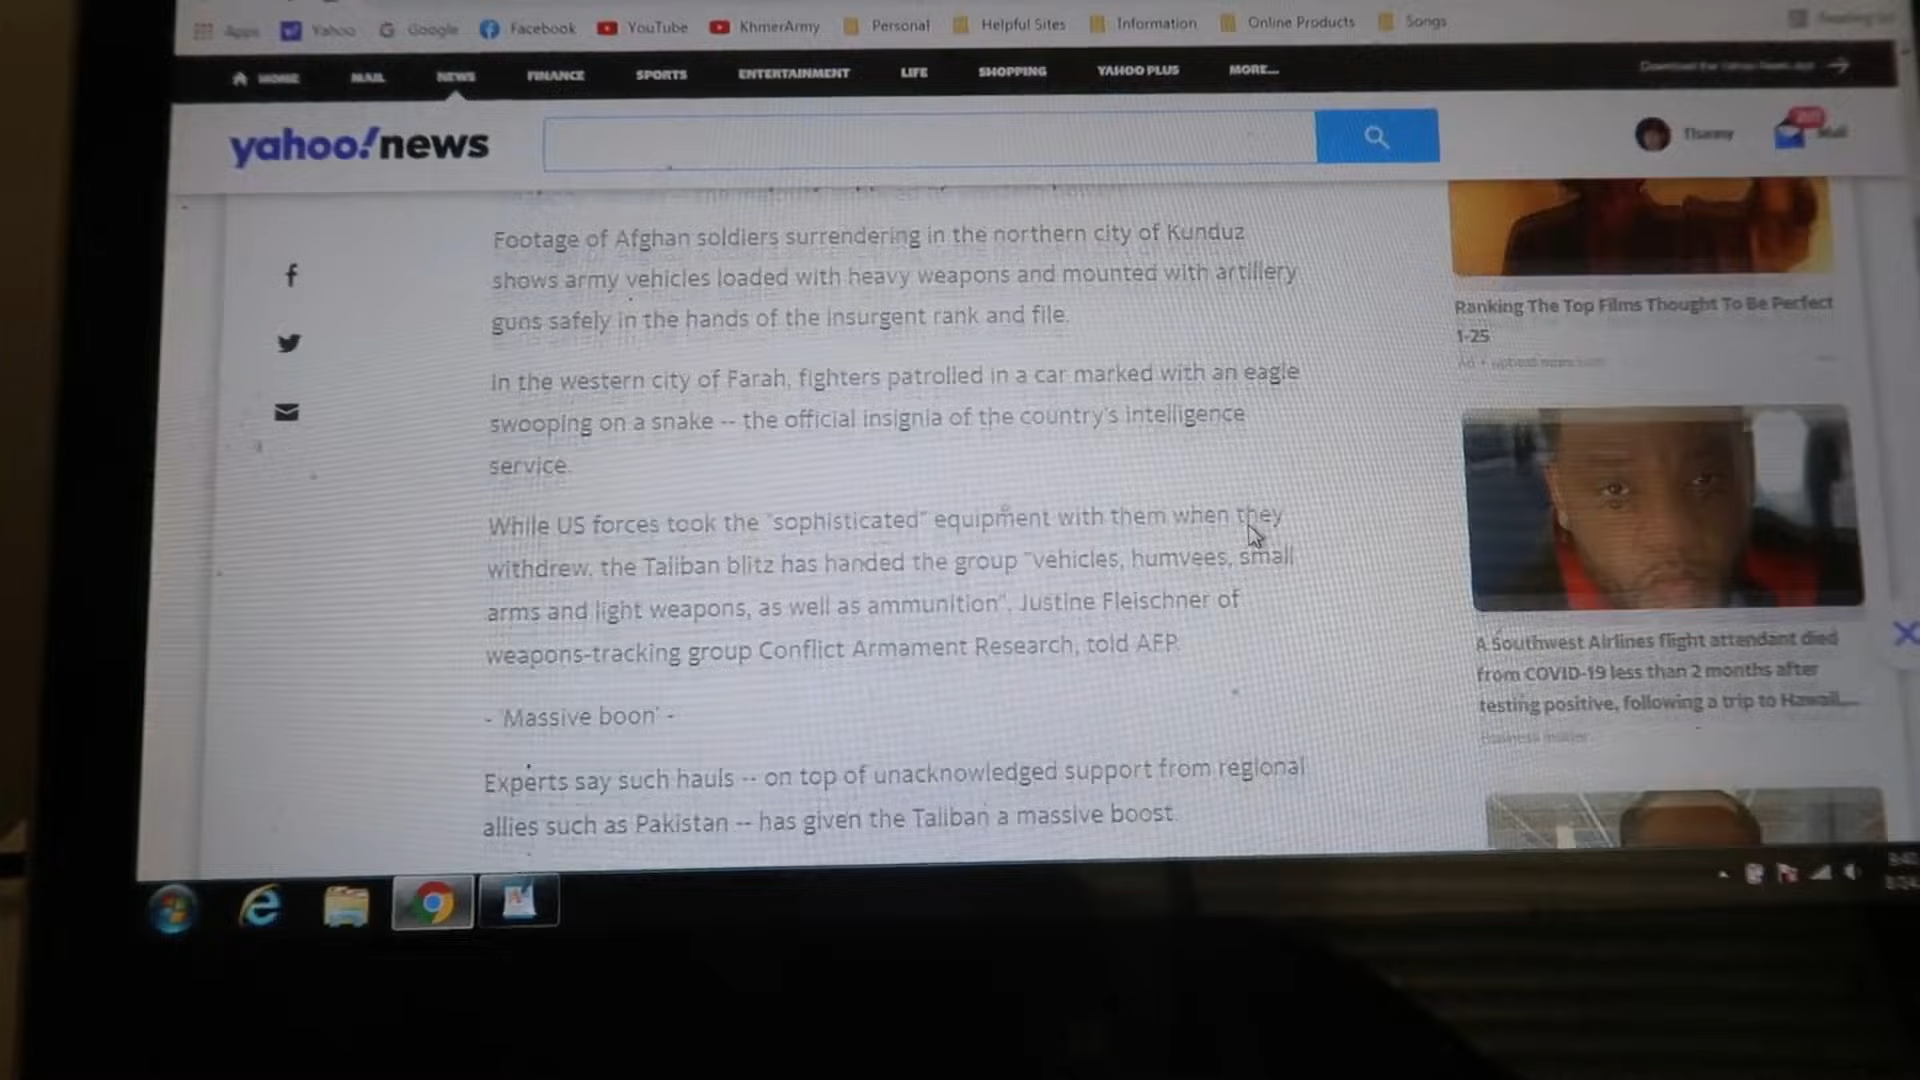 Apps Yahoo Google Facebook YouTube KhmerArmy Personal Helpful Sites Information Online Products Songs
HOME MAIL NEWS FINANCE SPORTS ENTERTAINMENT LIFE SHOPPING YAHOO PLUS MORE...
yahoo!news
Mail
Footage of Afghan soldiers surrendering in the northern city of Kunduz
shows army vehicles loaded with heavy weapons and mounted with artillery
guns safely in the hands of the insurgent rank and file.
In the western city of Farah, fighters patrolled in a car marked with an eagle
swooping on a snake -- the official insignia of the country's intelligence
service.
While US forces took the "sophisticated" equipment with them when they
withdrew, the Taliban blitz has handed the group "vehicles, humvees, small
arms and light weapons, as well as ammunition", Justine Fleischner of
weapons-tracking group Conflict Armament Research, told AFP.
- 'Massive boon' -
Experts say such hauls -- on top of unacknowledged support from regional
allies such as Pakistan -- has given the Taliban a massive boost.
Ranking The Top Films Thought To Be Perfect
1-25
A Southwest Airlines flight attendant died
from COVID-19 less than 2 months after
testing positive, following a trip to Hawaii,...
Business Insider